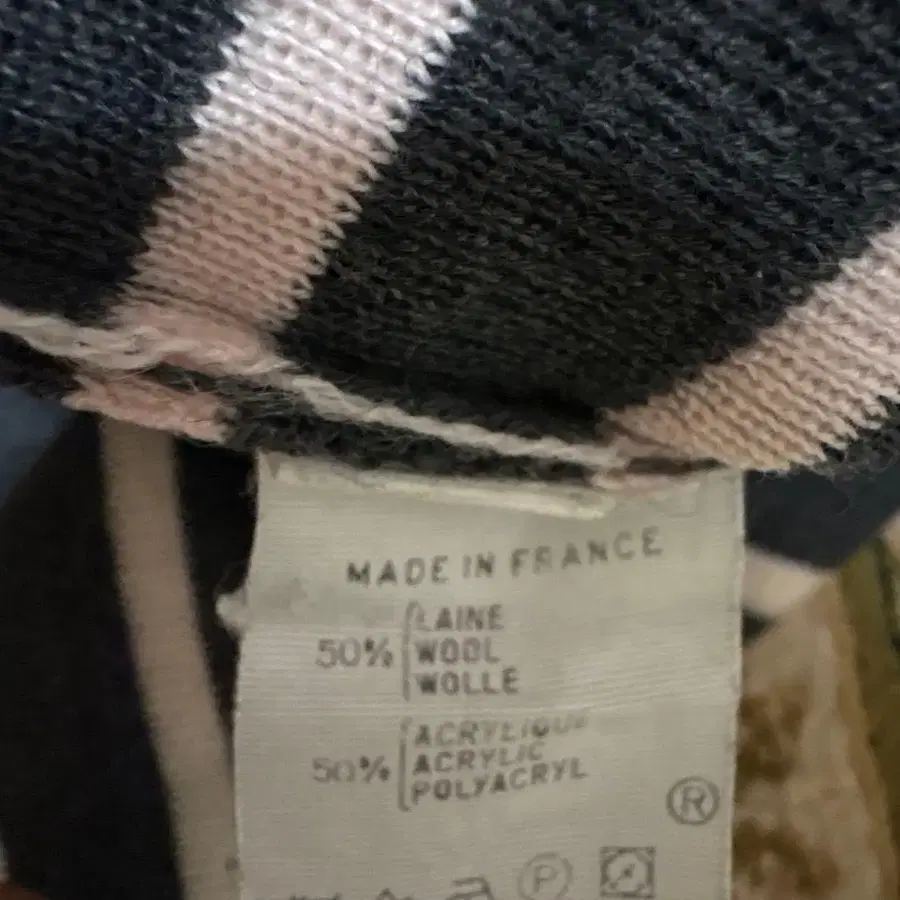 MADE IN FRANCE
50%
LAINE
WOOL
WOLLE
50%
ACRYLIQUE
ACRYLIC
POLYACRYL
®
P